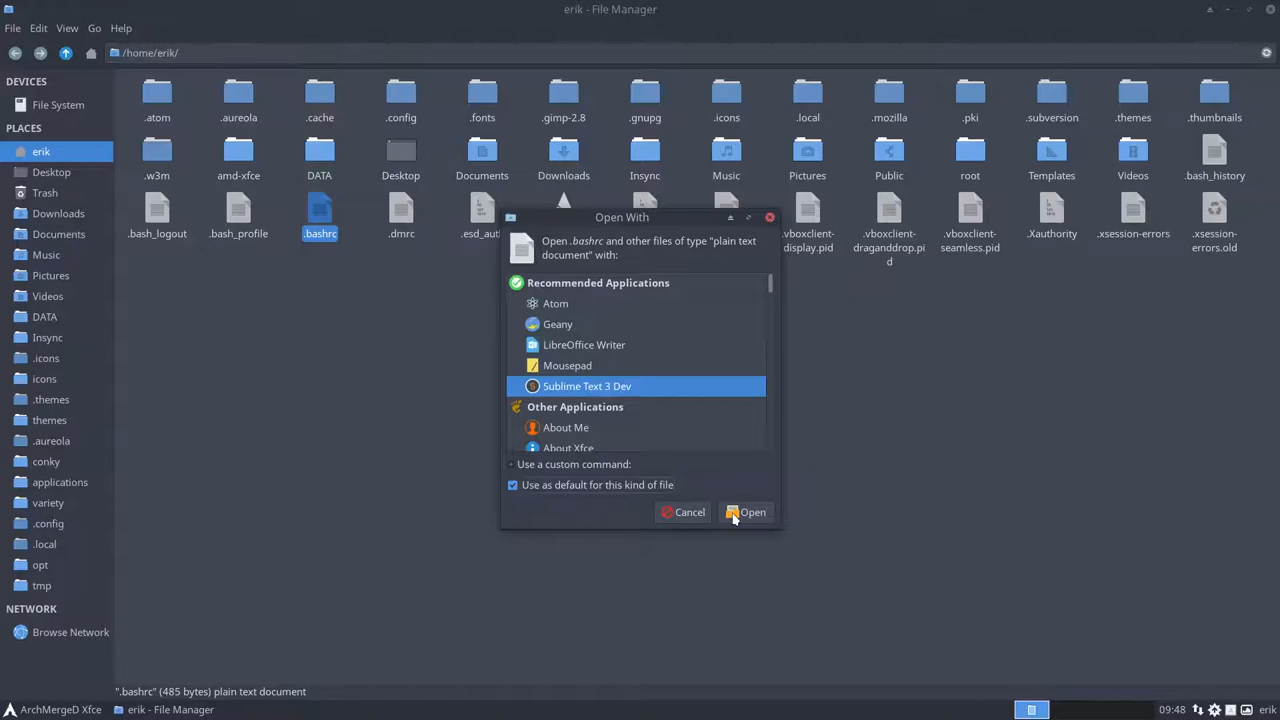 erik - File Manager
File Edit View Go Help
/home/erik/
DEVICES
File System
PLACES
erik
Desktop
Trash
Downloads
Documents
Music
Pictures
Videos
DATA
Insync
.icons
icons
.themes
themes
.aureola
conky
applications
variety
.config
.local
opt
tmp
NETWORK
Browse Network
.atom .aureola .cache .config .fonts .gimp-2.8 .gnupg .icons .local .mozilla .pki .subversion .themes .thumbnails
.w3m amd-xfce DATA Desktop Documents Downloads Insync Music Pictures Public root Templates Videos .bash_history
.bash_logout .bash_profile .bashrc .dmrc .esd_aut .vboxclient-display.pid .vboxclient-draganddrop.pid .vboxclient-seamless.pid .Xauthority .xsession-errors .xsession-errors.old
Open With
Open .bashrc and other files of type "plain text
document" with:
Recommended Applications
Atom
Geany
LibreOffice Writer
Mousepad
Sublime Text 3 Dev
Other Applications
About Me
About Xfce
Use a custom command:
Use as default for this kind of file
Cancel Open
".bashrc" (485 bytes) plain text document
ArchMergeD Xfce erik - File Manager 09:48 erik